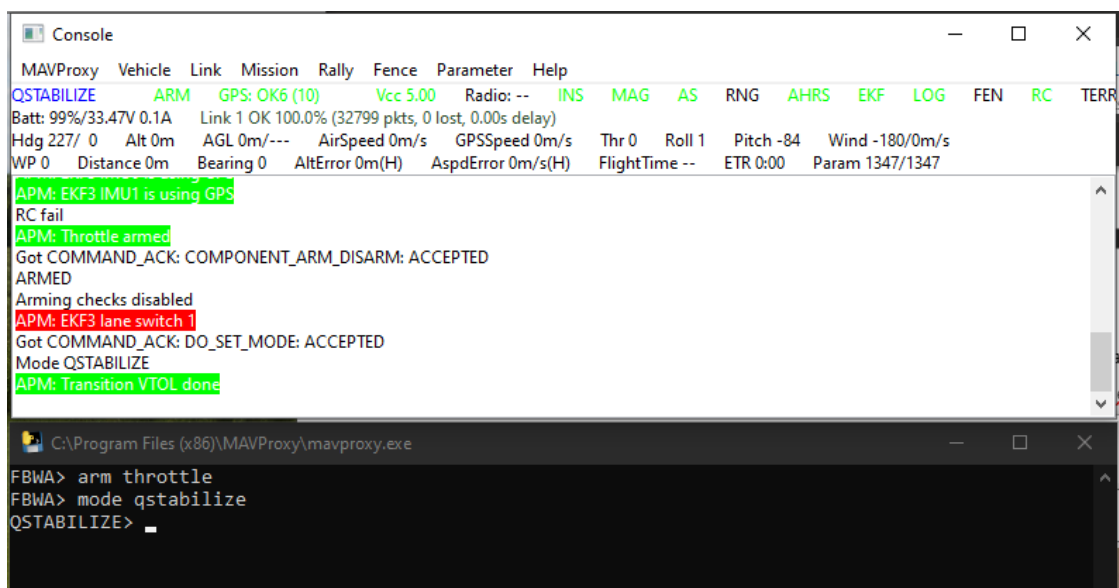 Console
MAVProxy Vehicle Link Mission Rally Fence Parameter Help
QSTABILIZE ARM GPS: OK6 (10) Vcc 5.00 Radio: -- INS MAG AS RNG AHRS EKF LOG FEN RC TERR
Batt: 99%/33.47V 0.1A Link 1 OK 100.0% (32799 pkts, 0 lost, 0.00s delay)
Hdg 227/ 0 Alt 0m AGL 0m/--- AirSpeed 0m/s GPSSpeed 0m/s Thr 0 Roll 1 Pitch -84 Wind -180/0m/s
WP 0 Distance 0m Bearing 0 AltError 0m(H) AspdError 0m/s(H) FlightTime -- ETR 0:00 Param 1347/1347
APM: EKF3 IMU1 is using GPS
RC fail
APM: Throttle armed
Got COMMAND_ACK: COMPONENT_ARM_DISARM: ACCEPTED
ARMED
Arming checks disabled
APM: EKF3 lane switch 1
Got COMMAND_ACK: DO_SET_MODE: ACCEPTED
Mode QSTABILIZE
APM: Transition VTOL done
C:\Program Files (x86)\MAVProxy\mavproxy.exe
FBWA> arm throttle
FBWA> mode qstabilize
QSTABILIZE>